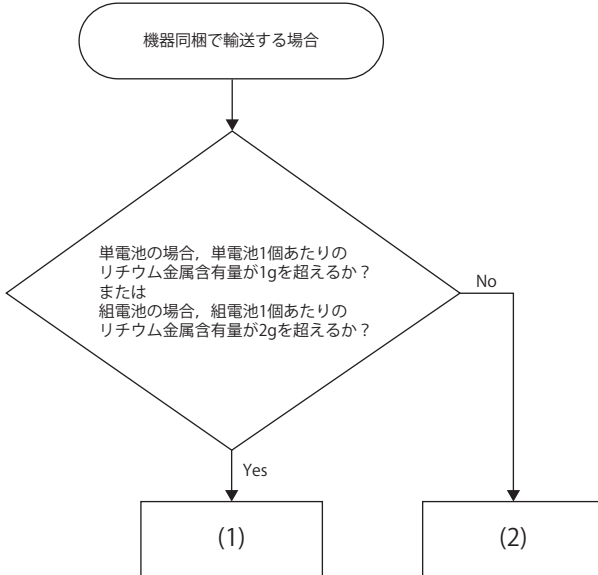 機器同梱で輸送する場合
単電池の場合，単電池1個あたりの
リチウム金属含有量が1gを超えるか？
または
組電池の場合，組電池1個あたりの
リチウム金属含有量が2gを超えるか？
No
Yes
(1)
(2)